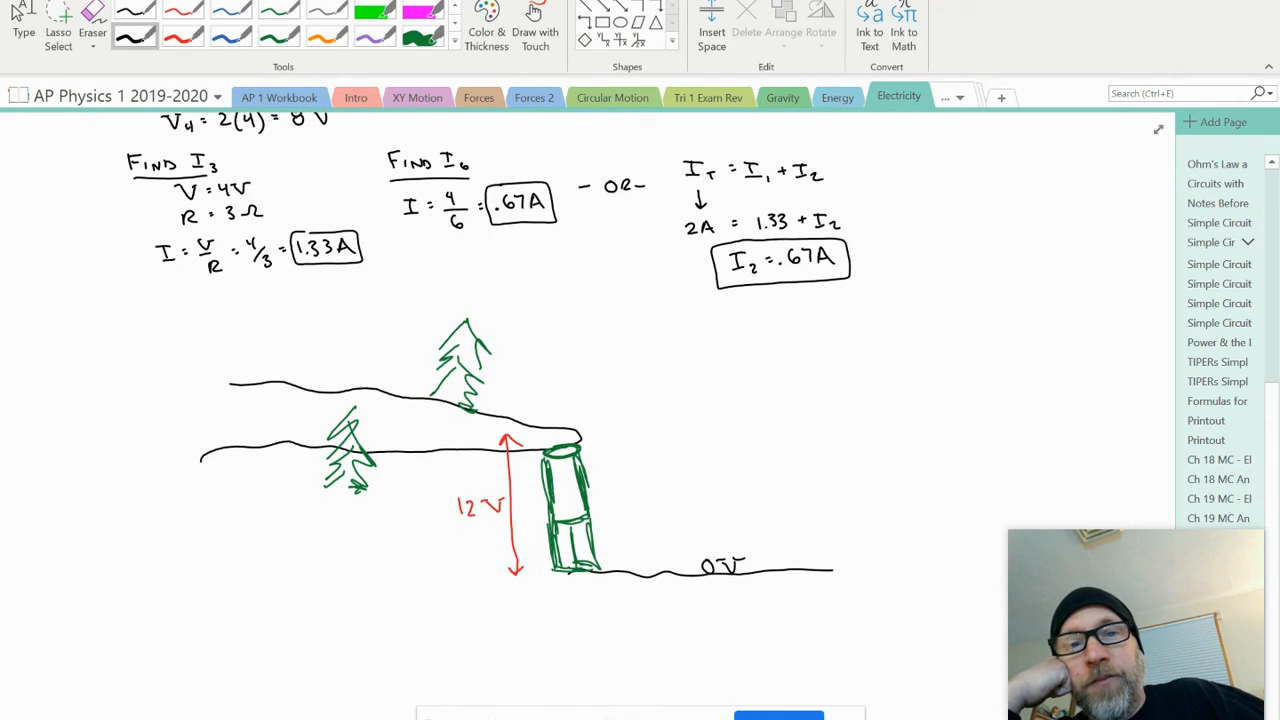 Type
Lasso
Select
Eraser
Color &
Thickness
Draw with
Touch
Insert
Space
Delete
Arrange
Rotate
Ink to
Text
Ink to
Math
Tools
Shapes
Edit
Convert
AP Physics 1 2019-2020
AP 1 Workbook
Intro
XY Motion
Forces
Forces 2
Circular Motion
Tri 1 Exam Rev
Gravity
Energy
Electricity
...
Search (Ctrl+E)
Add Page
Ohm's Law a
Circuits with
Notes Before
Simple Circuit
Simple Cir
Simple Circuit
Simple Circuit
Simple Circuit
Simple Circuit
Power & the I
TIPERs Simpl
TIPERs Simpl
Formulas for
Printout
Printout
Ch 18 MC - El
Ch 18 MC An
Ch 19 MC - El
Ch 19 MC An
V₄ = 2(4) = 8 V
FIND I₃
V = 4V
R = 3 Ω
I = V/R = 4/3 = 1.33A
FIND I₆
I = 4/6 = .67A
- OR -
I_T = I₁ + I₂
↓
2A = 1.33 + I₂
I₂ = .67A
12 V
0V